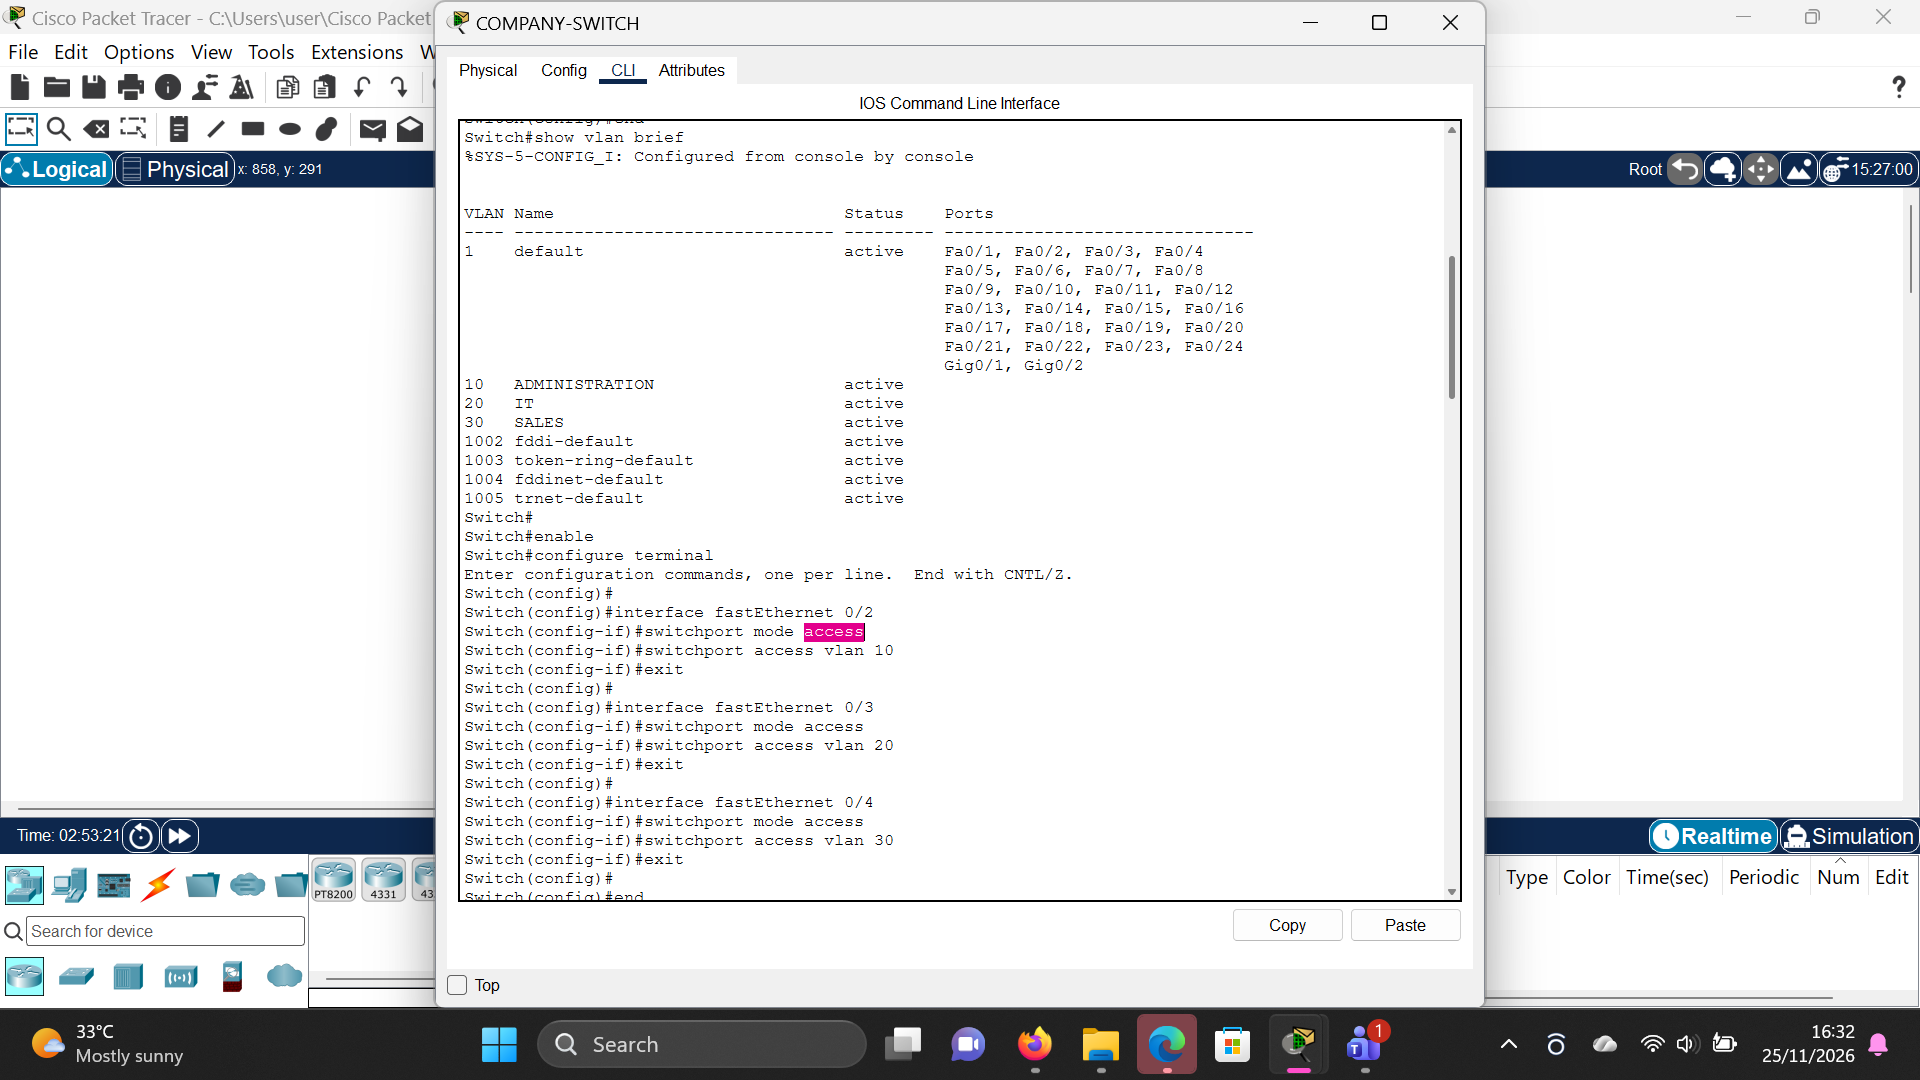 Cisco Packet Tracer - C:\Users\user\Cisco Packet
COMPANY-SWITCH
File Edit Options View Tools Extensions W
Physical Config CLI Attributes
IOS Command Line Interface
Logical
Physical
x: 858, y: 291
Root
15:27:00
Switch#show vlan brief
%SYS-5-CONFIG_I: Configured from console by console
VLAN Name Status Ports
---- -------------------------------- --------- -------------------------------
1 default active Fa0/1, Fa0/2, Fa0/3, Fa0/4
Fa0/5, Fa0/6, Fa0/7, Fa0/8
Fa0/9, Fa0/10, Fa0/11, Fa0/12
Fa0/13, Fa0/14, Fa0/15, Fa0/16
Fa0/17, Fa0/18, Fa0/19, Fa0/20
Fa0/21, Fa0/22, Fa0/23, Fa0/24
Gig0/1, Gig0/2
10 ADMINISTRATION active
20 IT active
30 SALES active
1002 fddi-default active
1003 token-ring-default active
1004 fddinet-default active
1005 trnet-default active
Switch#
Switch#enable
Switch#configure terminal
Enter configuration commands, one per line. End with CNTL/Z.
Switch(config)#
Switch(config)#interface fastEthernet 0/2
Switch(config-if)#switchport mode access
Switch(config-if)#switchport access vlan 10
Switch(config-if)#exit
Switch(config)#
Switch(config)#interface fastEthernet 0/3
Switch(config-if)#switchport mode access
Switch(config-if)#switchport access vlan 20
Switch(config-if)#exit
Switch(config)#
Switch(config)#interface fastEthernet 0/4
Switch(config-if)#switchport mode access
Switch(config-if)#switchport access vlan 30
Switch(config-if)#exit
Switch(config)#
Switch(config)#end
Copy Paste
Top
Time: 02:53:21
Realtime Simulation
PT8200 4331 43
Type Color Time(sec) Periodic Num Edit
Search for device
33°C
Mostly sunny
Search
1
16:32
25/11/2026